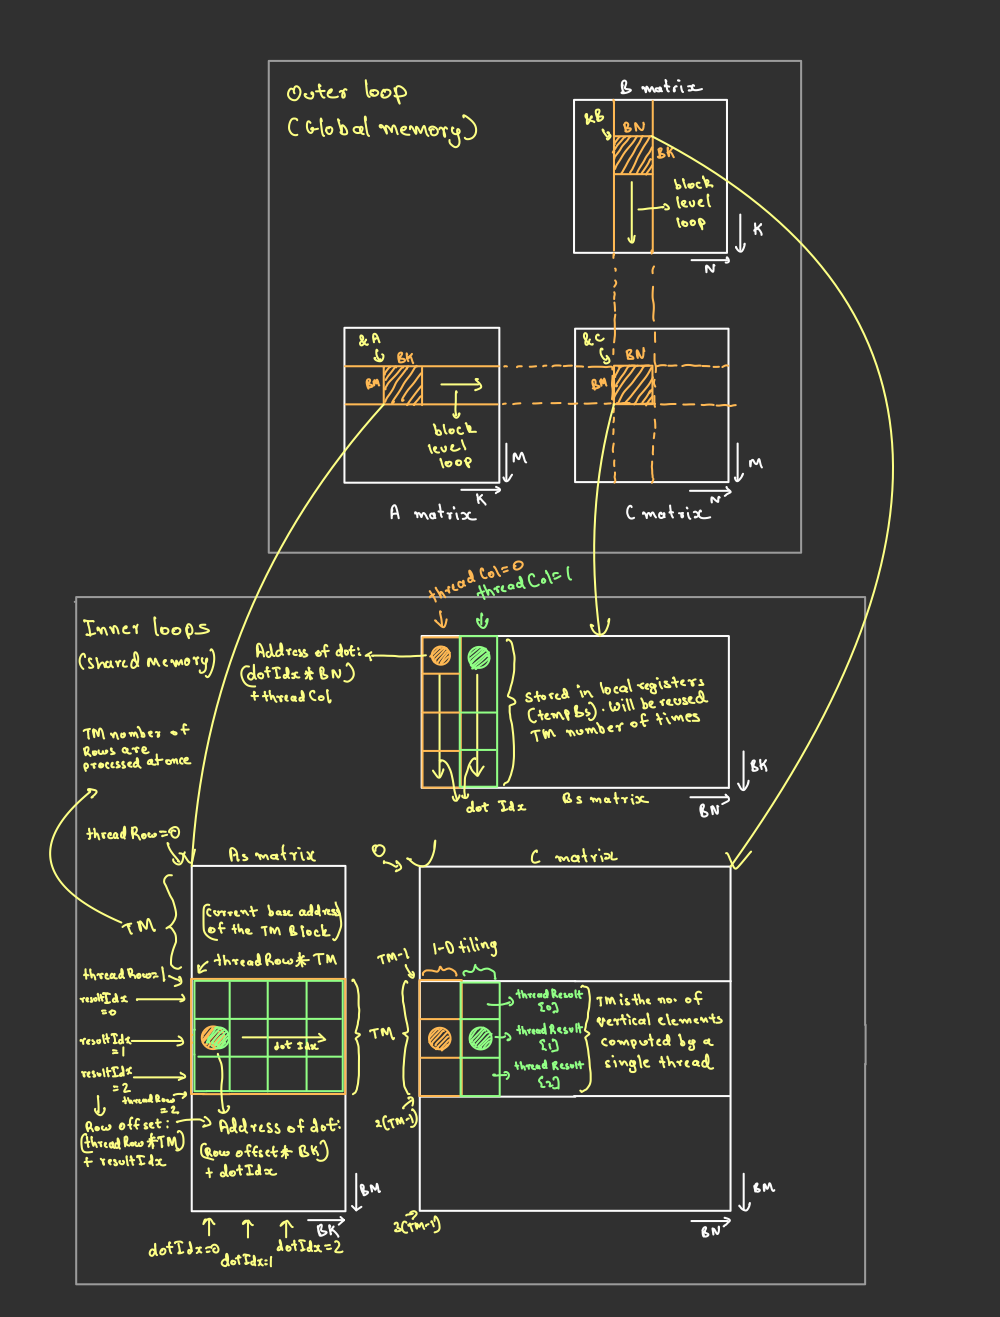 Outer loop
(Global memory)
B matrix
&B
BN
BK
block
level
loop
K
N
&A
BK
BM
block
level
loop
M
K
A matrix
&C
BN
BM
M
N
C matrix
threadCol=0
threadCol=1
Inner loops
(shared memory)
Address of dot:
(dotIdx * BN)
+ threadCol
Stored in local registers
(tempBs). Will be reused
TM number of times
TM number of
Rows are
processed at once
BK
BN
dot Idx
Bs matrix
threadRow=0
As matrix
0
C matrix
TM
(Current base address
of the TM Block)
threadRow * TM
threadRow=1
resultIdx
=0
resultIdx
=1
resultIdx
=2
threadRow
=2
dot Idx
TM
Row offset:
(threadRow * TM)
+ resultIdx
Address of dot:
(Row offset * BK)
+ dotIdx
BM
BK
dotIdx=0
dotIdx=1
dotIdx=2
TM-1
1-D tiling
TM
threadResult
[0]
thread Result
[1]
thread Result
[2]
TM is the no. of
vertical elements
computed by a
single thread
2(TM-1)
3(TM-1)
BM
BN